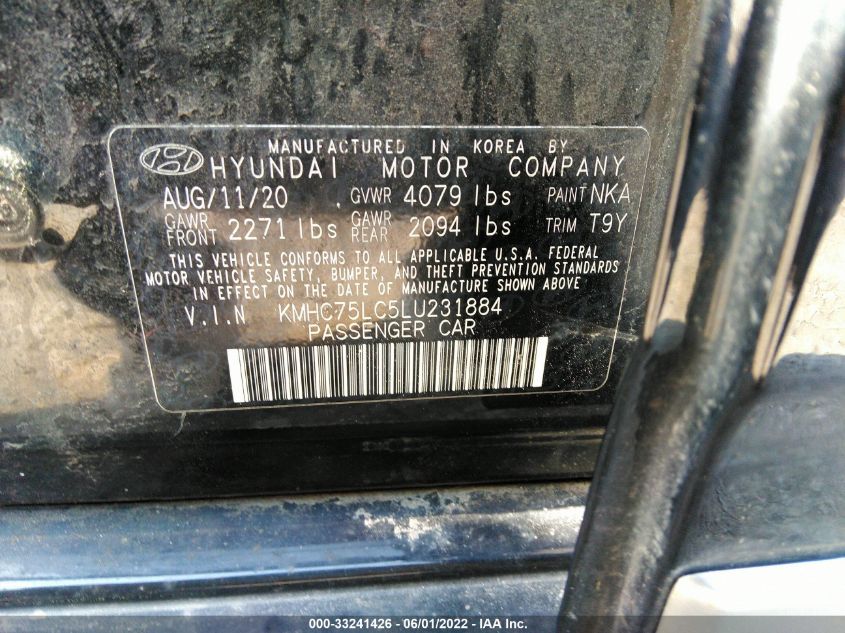 MANUFACTURED IN KOREA BY
HYUNDAI MOTOR COMPANY
AUG/11/20 GVWR 4079 lbs PAINT NKA
GAWR FRONT 2271 lbs GAWR REAR 2094 lbs TRIM T9Y
THIS VEHICLE CONFORMS TO ALL APPLICABLE U.S.A. FEDERAL
MOTOR VEHICLE SAFETY, BUMPER, AND THEFT PREVENTION STANDARDS
IN EFFECT ON THE DATE OF MANUFACTURE SHOWN ABOVE
V.I.N KMHC75LC5LU231884
PASSENGER CAR
000-33241426 - 06/01/2022 - IAA Inc.